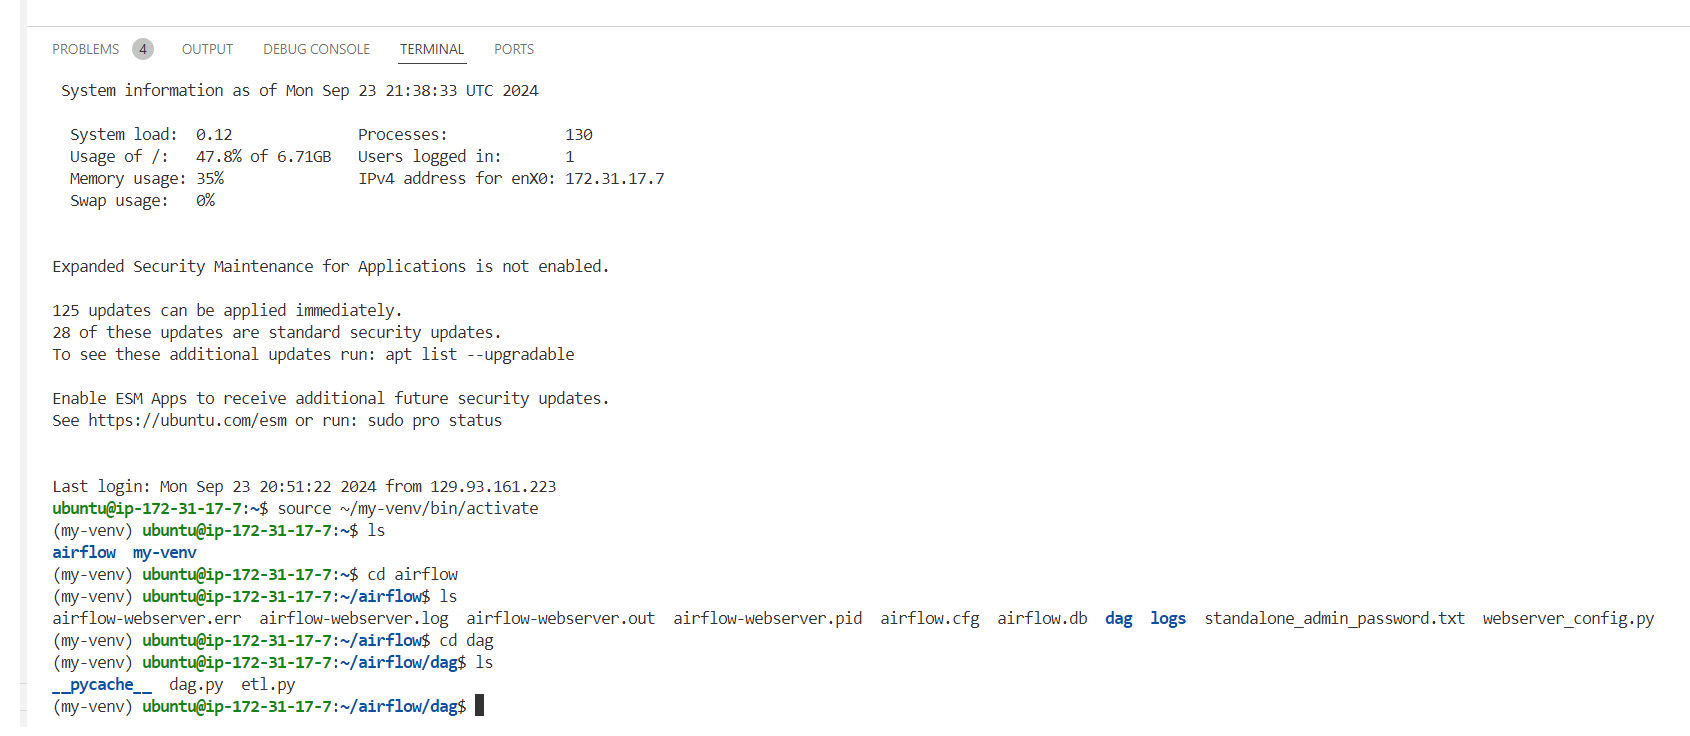 PROBLEMS 4 OUTPUT DEBUG CONSOLE TERMINAL PORTS
System information as of Mon Sep 23 21:38:33 UTC 2024
System load: 0.12 Processes: 130
Usage of /: 47.8% of 6.71GB Users logged in: 1
Memory usage: 35% IPv4 address for enX0: 172.31.17.7
Swap usage: 0%
Expanded Security Maintenance for Applications is not enabled.
125 updates can be applied immediately.
28 of these updates are standard security updates.
To see these additional updates run: apt list --upgradable
Enable ESM Apps to receive additional future security updates.
See https://ubuntu.com/esm or run: sudo pro status
Last login: Mon Sep 23 20:51:22 2024 from 129.93.161.223
ubuntu@ip-172-31-17-7:~$ source ~/my-venv/bin/activate
(my-venv) ubuntu@ip-172-31-17-7:~$ ls
airflow my-venv
(my-venv) ubuntu@ip-172-31-17-7:~$ cd airflow
(my-venv) ubuntu@ip-172-31-17-7:~/airflow$ ls
airflow-webserver.err airflow-webserver.log airflow-webserver.out airflow-webserver.pid airflow.cfg airflow.db dag logs standalone_admin_password.txt webserver_config.py
(my-venv) ubuntu@ip-172-31-17-7:~/airflow$ cd dag
(my-venv) ubuntu@ip-172-31-17-7:~/airflow/dag$ ls
__pycache__ dag.py etl.py
(my-venv) ubuntu@ip-172-31-17-7:~/airflow/dag$